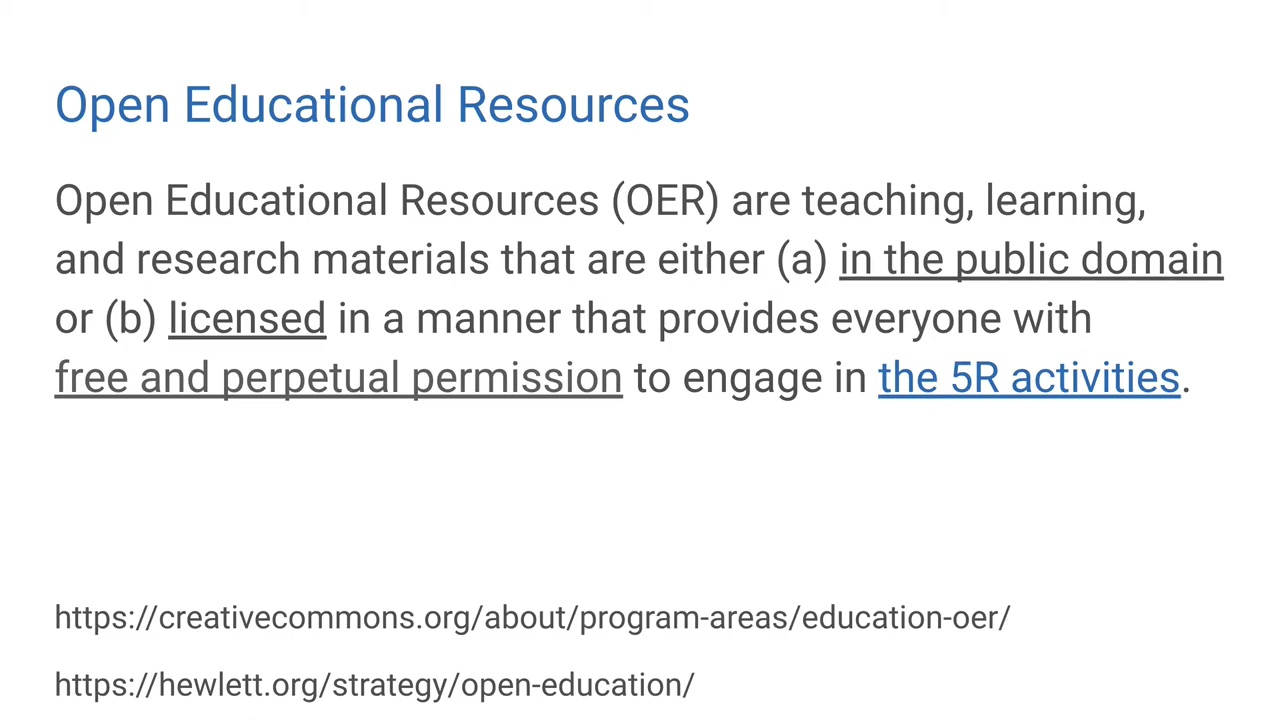 Open Educational Resources
Open Educational Resources (OER) are teaching, learning,
and research materials that are either (a) in the public domain
or (b) licensed in a manner that provides everyone with
free and perpetual permission to engage in the 5R activities.
https://creativecommons.org/about/program-areas/education-oer/
https://hewlett.org/strategy/open-education/